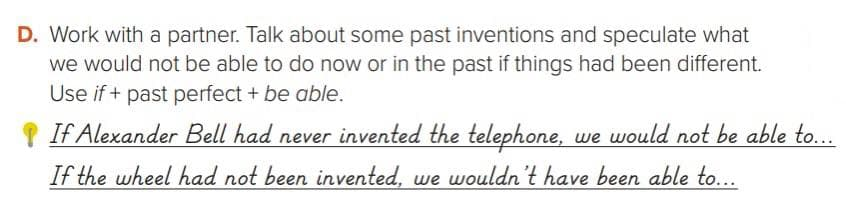 D. Work with a partner. Talk about some past inventions and speculate what
we would not be able to do now or in the past if things had been different.
Use if + past perfect + be able.
If Alexander Bell had never invented the telephone, we would not be able to...
If the wheel had not been invented, we wouldn't have been able to...